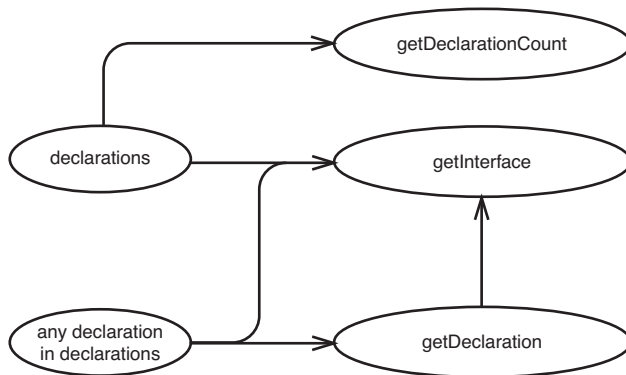 getDeclarationCount
declarations
getInterface
any declaration
in declarations
getDeclaration